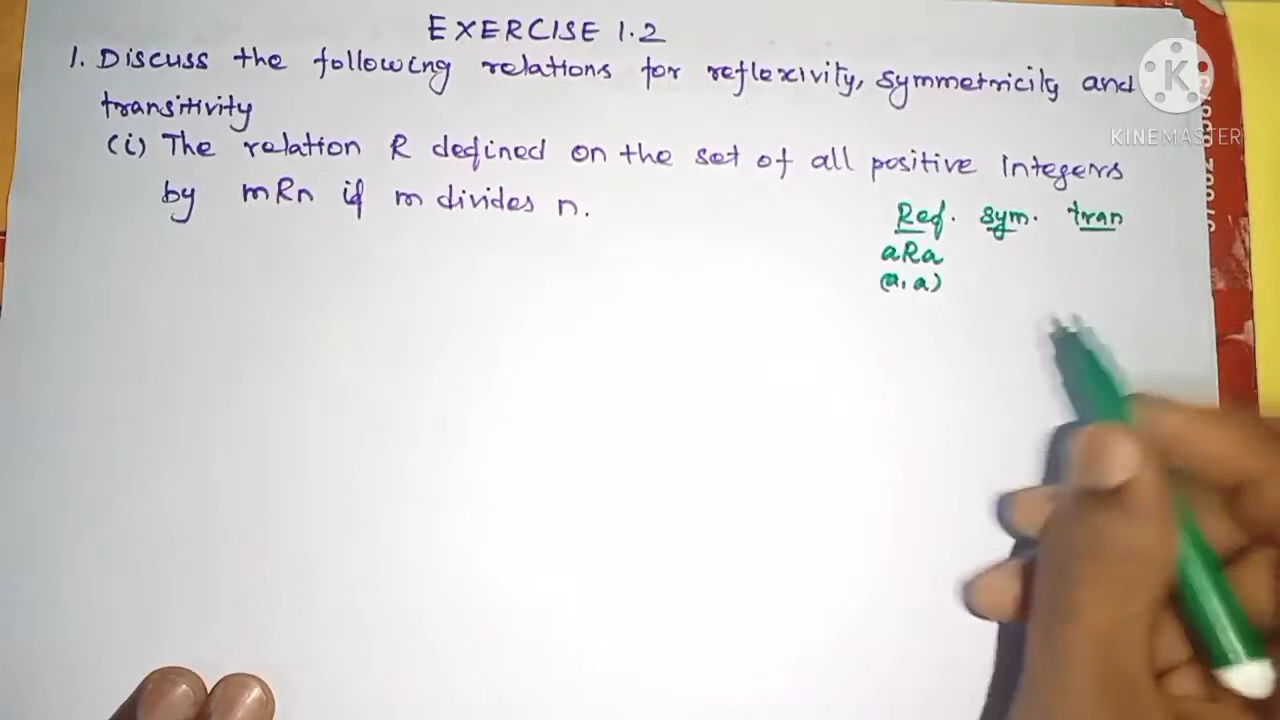 EXERCISE 1.2
1. Discuss the following relations for reflexivity, symmetricity and
transitivity
(i) The relation R defined on the set of all positive integers
by mRn if m divides n.
Ref. sym. tran
aRa
(a, a)
K
KINEMASTER